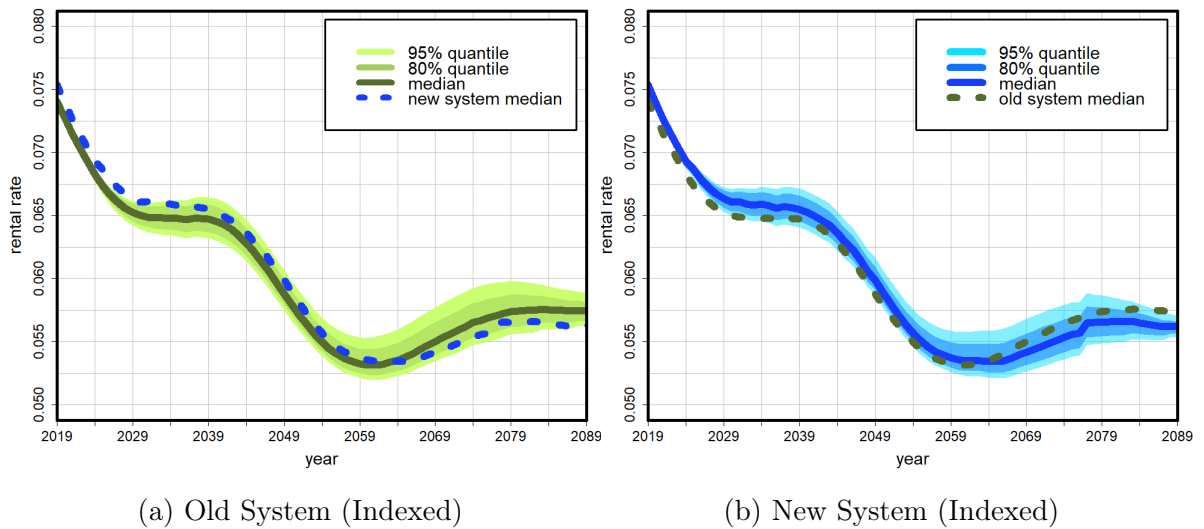 0.080
0.075
0.070
0.065
0.060
0.055
0.050
rental rate
95% quantile
80% quantile
median
new system median
2019 2029 2039 2049 2059 2069 2079 2089
year
(a) Old System (Indexed)
0.080
0.075
0.070
0.065
0.060
0.055
0.050
rental rate
95% quantile
80% quantile
median
old system median
2019 2029 2039 2049 2059 2069 2079 2089
year
(b) New System (Indexed)